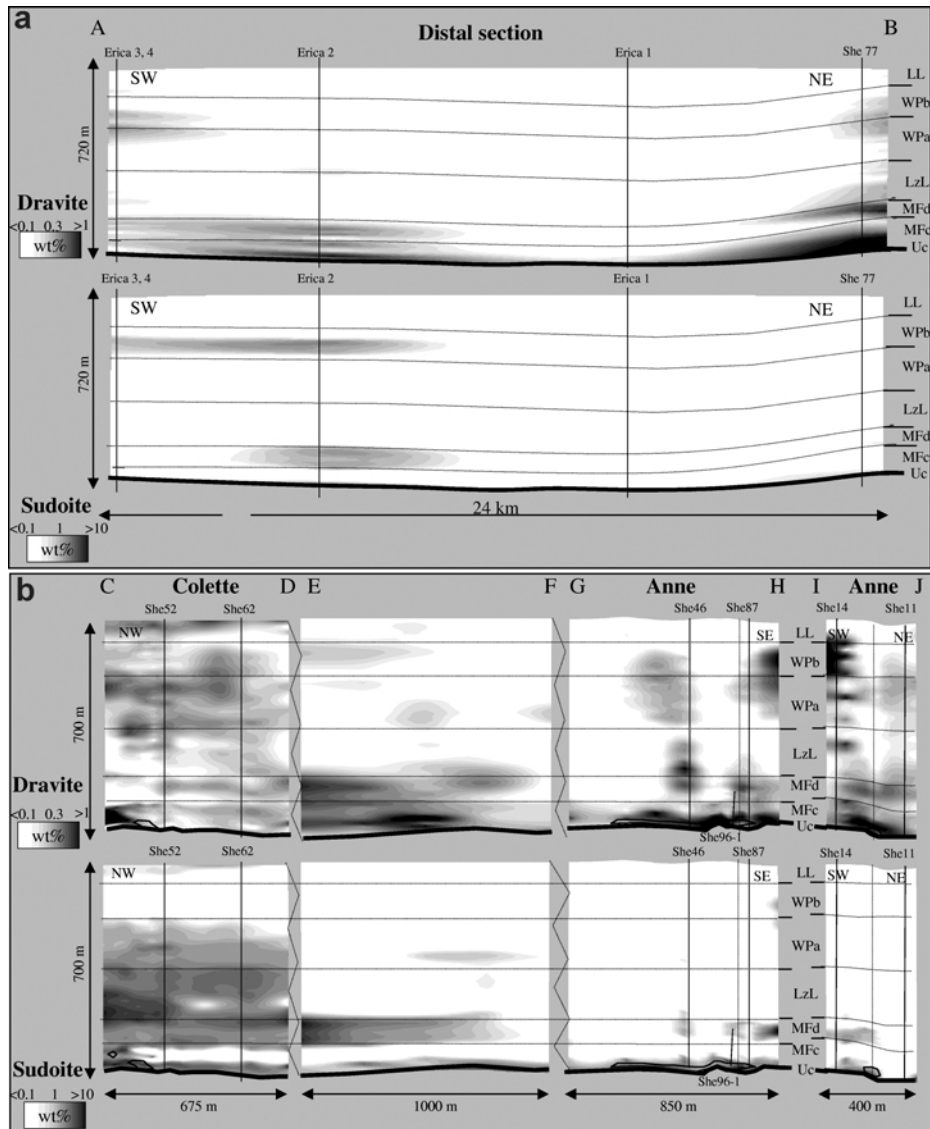 a
A
Distal section
B
Erica 3, 4
Erica 2
Erica 1
She 77
SW
NE
LL
WPb
WPa
LzL
MFd
MFc
Uc
720 m
Dravite
<0.1 0.3 >1
wt%
Erica 3, 4
Erica 2
Erica 1
She 77
SW
NE
LL
WPb
WPa
LzL
MFd
MFc
Uc
720 m
Sudoite
<0.1 1 >10
wt%
24 km
b
C
Colette
D
E
F
G
Anne
H
I
Anne
J
She52
She62
She46
She87
She14
She11
NW
SE
SW
NE
LL
WPb
WPa
LzL
MFd
MFc
Uc
700 m
Dravite
<0.1 0.3 >1
wt%
She96-1
She52
She62
She46
She87
She14
She11
NW
SE
SW
NE
LL
WPb
WPa
LzL
MFd
MFc
Uc
700 m
She96-1
Sudoite
<0.1 1 >10
wt%
675 m
1000 m
850 m
400 m